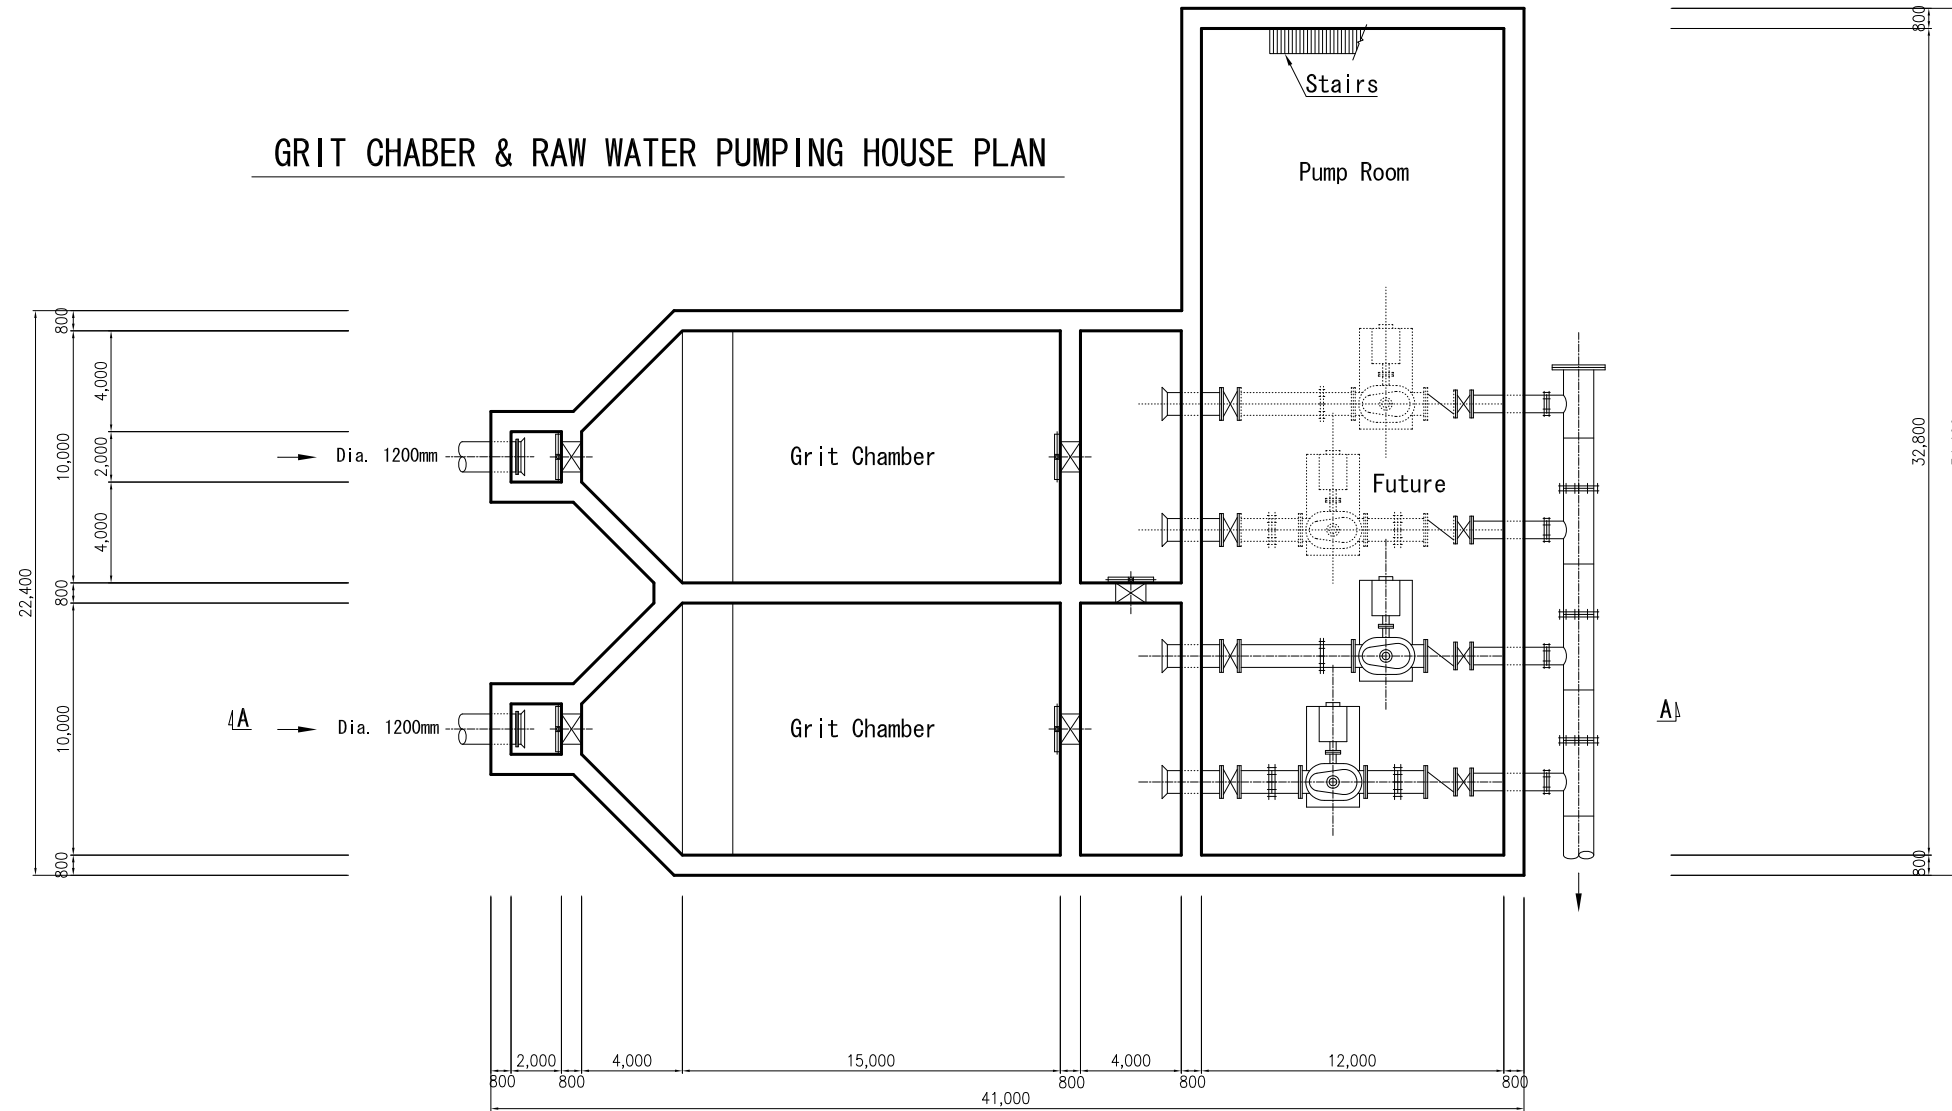 800
Stairs
GRIT CHABER & RAW WATER PUMPING HOUSE PLAN
Pump Room
800
4,000
10,000
2,000
Dia. 1200mm
Grit Chamber
Future
32,800
4,000
22,400
800
10,000
A
Dia. 1200mm
Grit Chamber
A
800
800
2,000
4,000
15,000
4,000
12,000
800
800
800
800
800
41,000